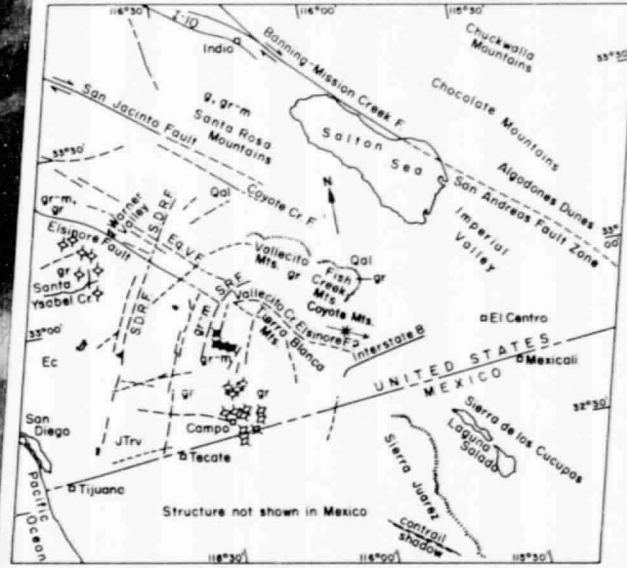 116°30'
116°00'
115°30'
I-10
Indio
Banning-Mission Creek F.
Chuckwalla
Mountains
33°30'
Chocolate Mountains
g, gr-m
Santa Rosa
Mountains
San Jacinto Fault
Salton
Sea
Algodones Dunes
33°30'
San Andreas Fault Zone
Coyote Cr. F.
N
Qal
gr-m,
gr
Warner
Valley
S.D.R.F.
Imperial
Valley
33°
00'
Elsinore Fault
Eq.V.F.
Vallecito
Mts. gr
Fish
Creek
Mts.
Qal
gr
gr
Santa
Ysabel Cr.
S.R.F.
Vallecito Cr.
Elsinore F?
Coyote Mts.
S.D.R.F.
gr-m
Tierra Blanca
Mts.
Interstate 8
El Centro
33°00'
Ec
gr-m
UNITED STATES
MEXICO
Mexicali
gr
gr
32°30'
San
Diego
JTrv
Campo
Tecate
Sierra de los Cucupas
Laguna
Salada
Tijuana
Sierra Juarez
Pacific
Ocean
Structure not shown in Mexico
contrail
shadow
116°30'
116°00'
115°30'